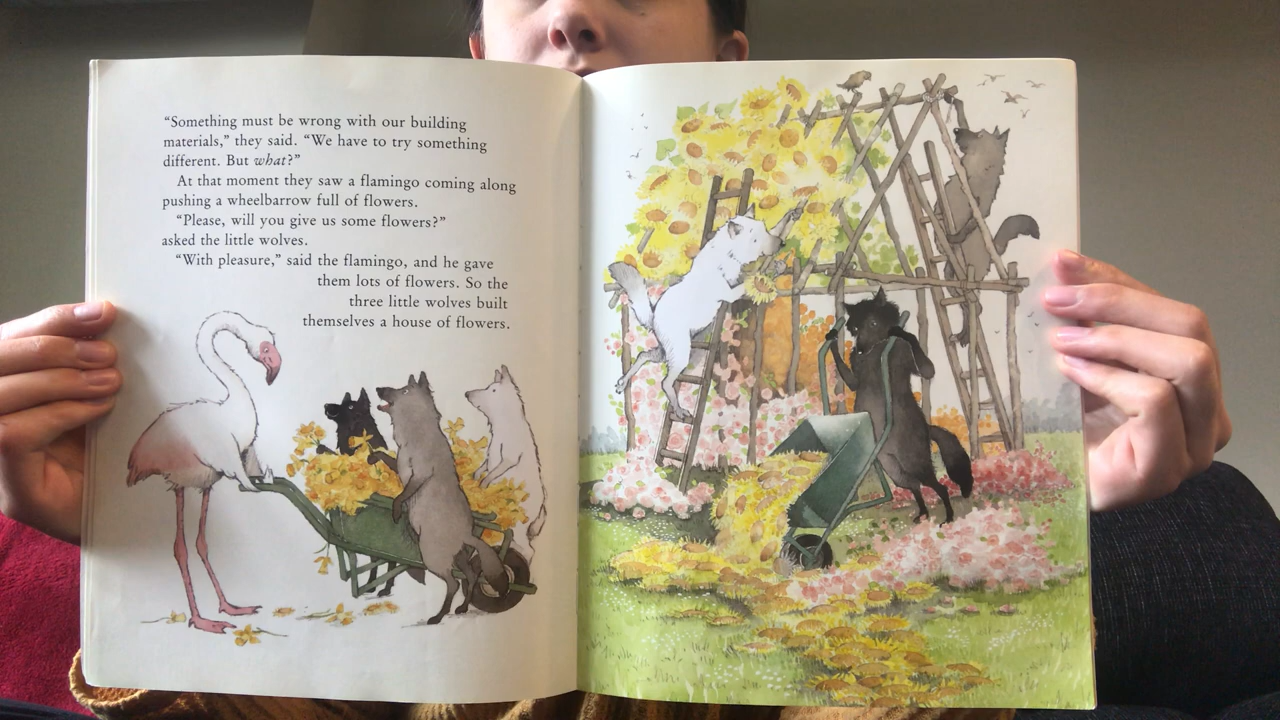 “Something must be wrong with our building
materials,” they said. “We have to try something
different. But what?”
At that moment they saw a flamingo coming along
pushing a wheelbarrow full of flowers.
“Please, will you give us some flowers?”
asked the little wolves.
“With pleasure,” said the flamingo, and he gave
them lots of flowers. So the
three little wolves built
themselves a house of flowers.